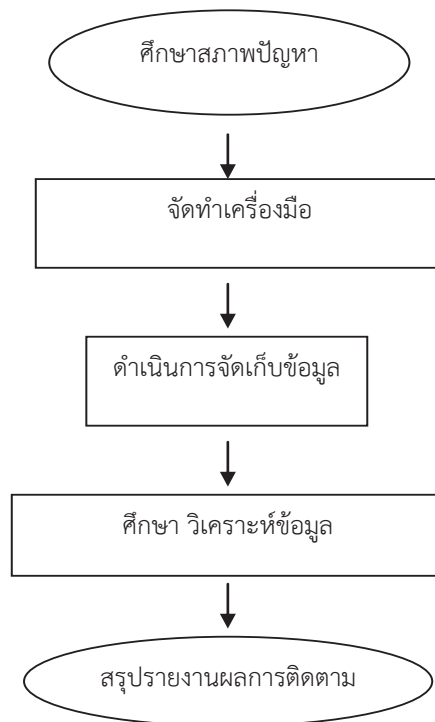 ศึกษาสภาพปัญหา
จัดทำเครื่องมือ
ดำเนินการจัดเก็บข้อมูล
ศึกษา วิเคราะห์ข้อมูล
สรุปรายงานผลการติดตาม